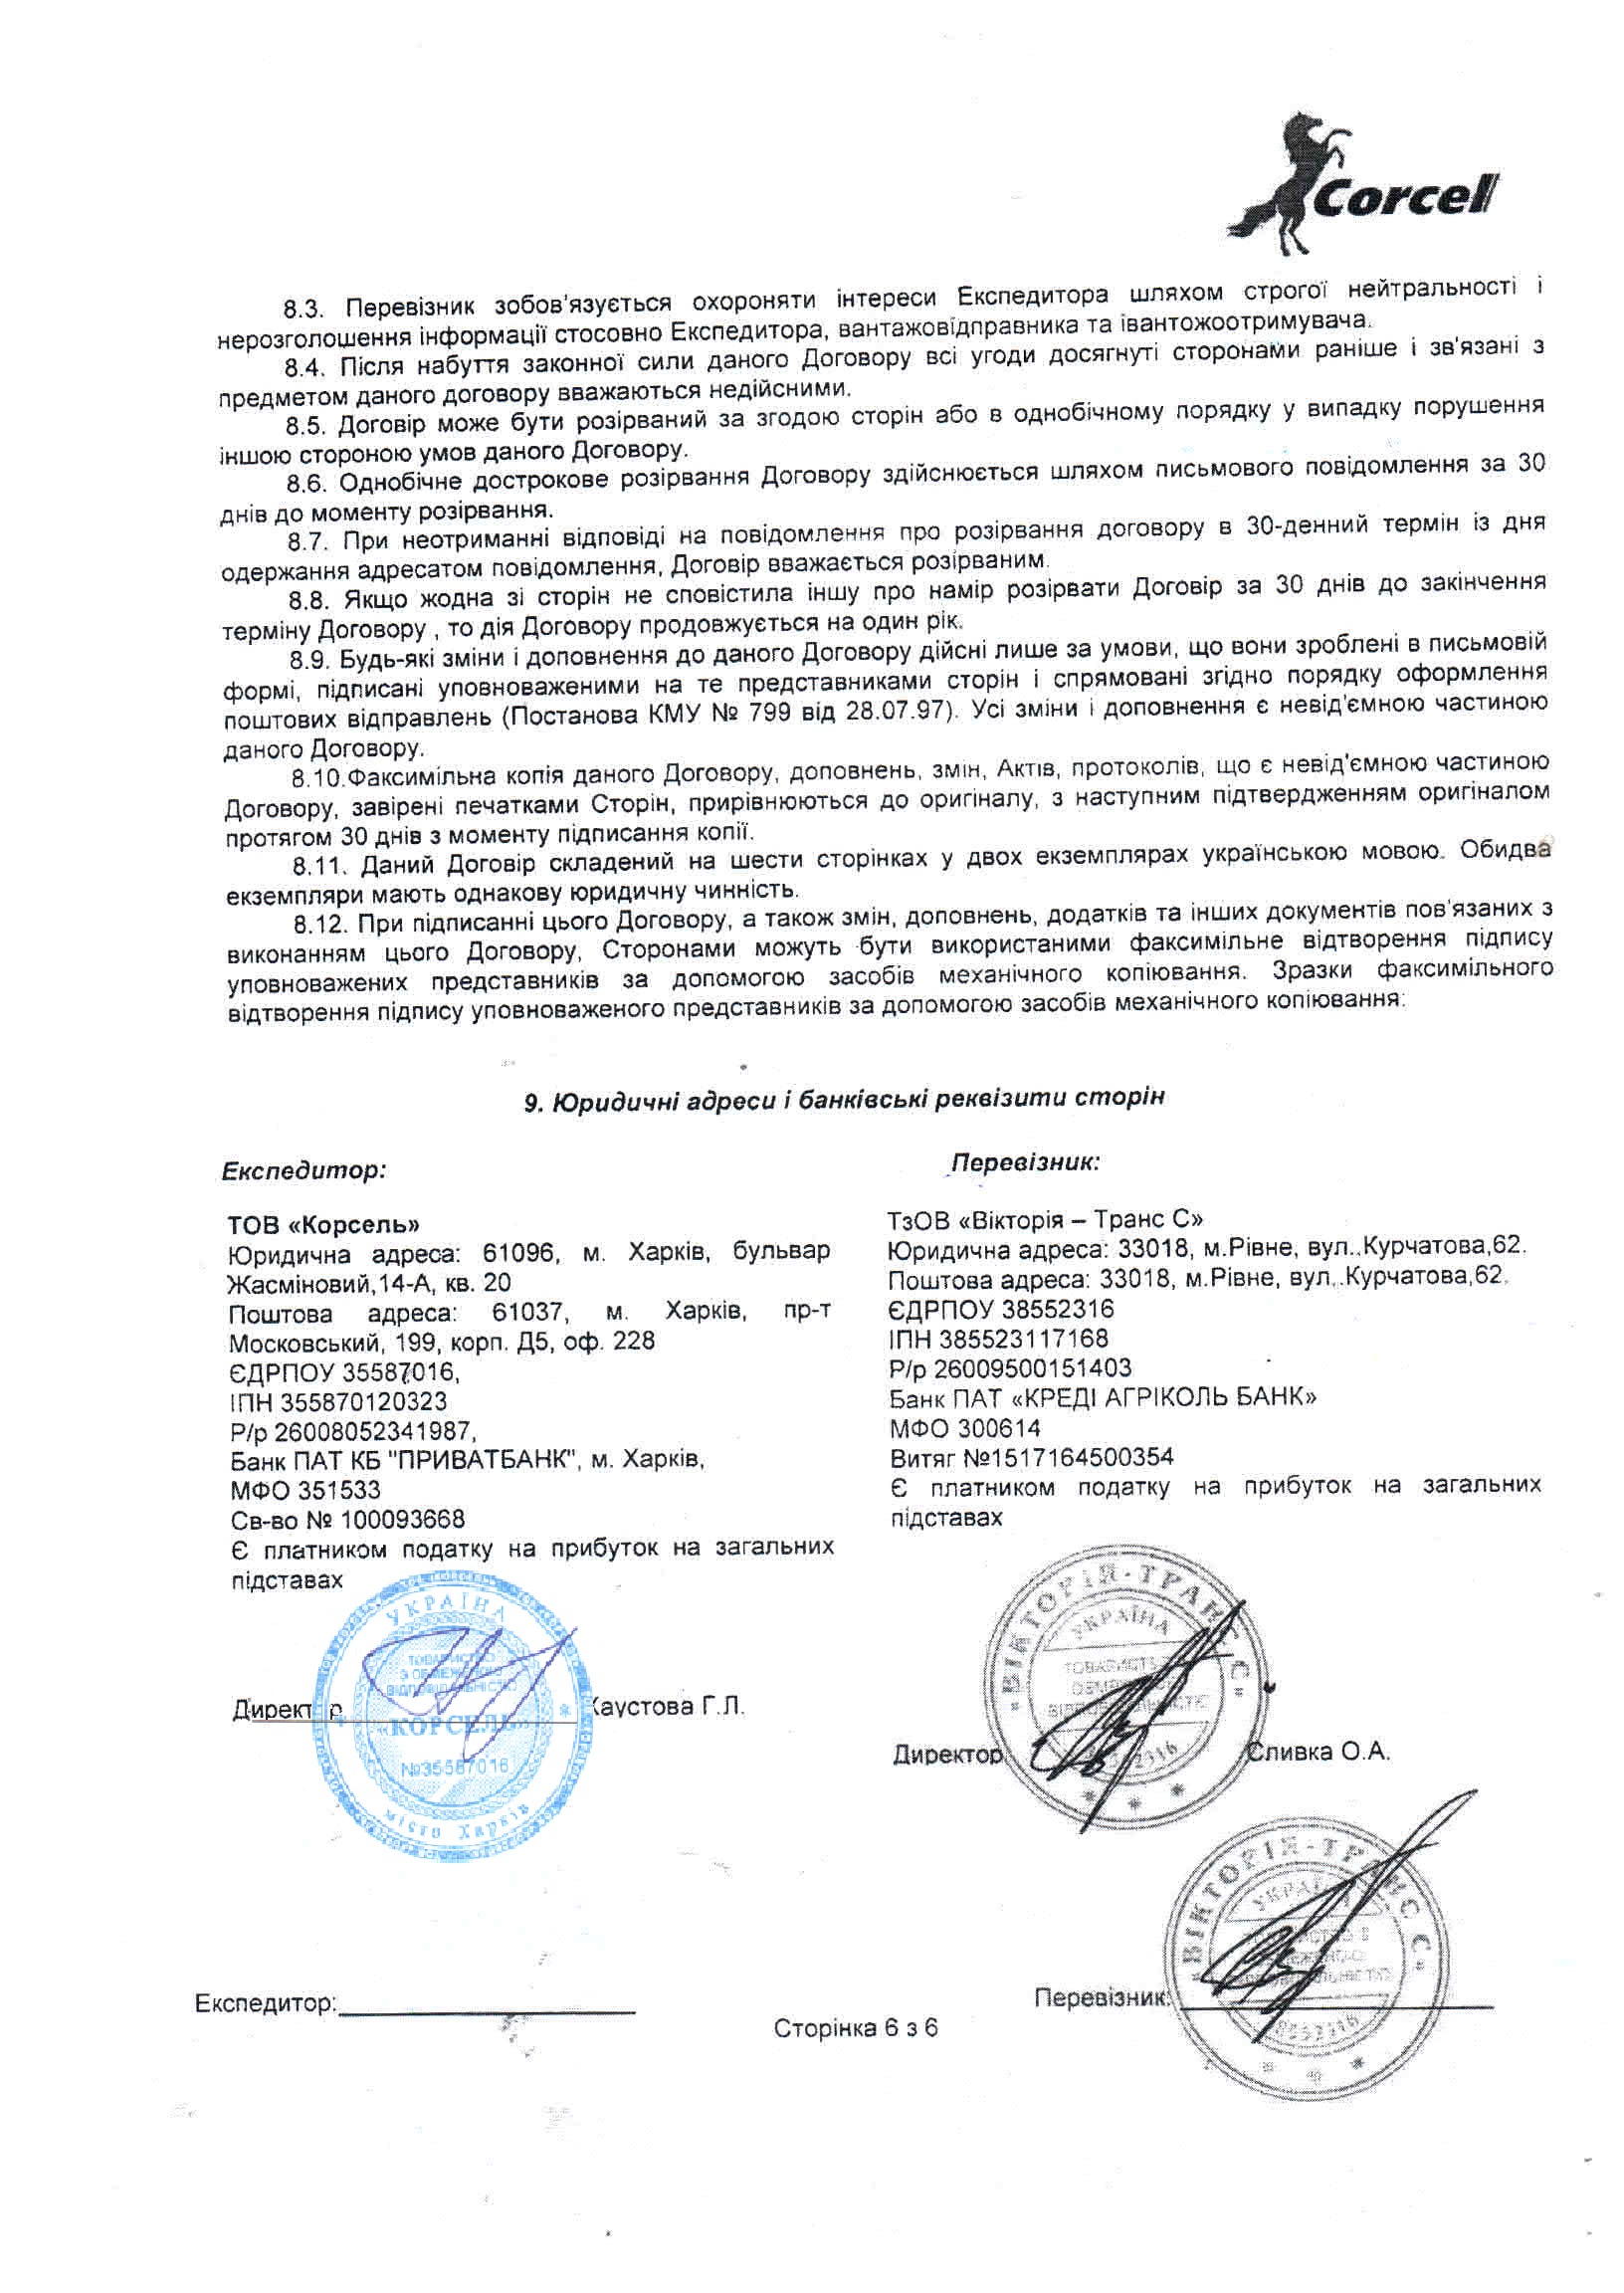 Corcel
8.3. Перевізник зобов'язується охороняти інтереси Експедитора шляхом строгої нейтральності і
нерозголошення інформації стосовно Експедитора, вантажовідправника та івантожоотримувача.
8.4. Після набуття законної сили даного Договору всі угоди досягнуті сторонами раніше і зв'язані з
предметом даного договору вважаються недійсними.
8.5. Договір може бути розірваний за згодою сторін або в однобічному порядку у випадку порушення
іншою стороною умов даного Договору.
8.6. Однобічне дострокове розірвання Договору здійснюється шляхом письмового повідомлення за 30
днів до моменту розірвання.
8.7. При неотриманні відповіді на повідомлення про розірвання договору в 30-денний термін із дня
одержання адресатом повідомлення, Договір вважається розірваним.
8.8. Якщо жодна зі сторін не сповістила іншу про намір розірвати Договір за 30 днів до закінчення
терміну Договору , то дія Договору продовжується на один рік.
8.9. Будь-які зміни і доповнення до даного Договору дійсні лише за умови, що вони зроблені в письмовій
формі, підписані уповноваженими на те представниками сторін і спрямовані згідно порядку оформлення
поштових відправлень (Постанова КМУ № 799 від 28.07.97). Усі зміни і доповнення є невід'ємною частиною
даного Договору.
8.10.Факсимільна копія даного Договору, доповнень, змін, Актів, протоколів, що є невід'ємною частиною
Договору, завірені печатками Сторін, прирівнюються до оригіналу, з наступним підтвердженням оригіналом
протягом 30 днів з моменту підписання копії.
8.11. Даний Договір складений на шести сторінках у двох екземплярах українською мовою. Обидва
екземпляри мають однакову юридичну чинність.
8.12. При підписанні цього Договору, а також змін, доповнень, додатків та інших документів пов'язаних з
виконанням цього Договору, Сторонами можуть бути використаними факсимільне відтворення підпису
уповноважених представників за допомогою засобів механічного копіювання. Зразки факсимільного
відтворення підпису уповноваженого представників за допомогою засобів механічного копіювання:
9. Юридичні адреси і банківські реквізити сторін
Експедитор:
ТОВ «Корсель»
Юридична адреса: 61096, м. Харків, бульвар
Жасміновий,14-А, кв. 20
Поштова адреса: 61037, м. Харків, пр-т
Московський, 199, корп. Д5, оф. 228
ЄДРПОУ 35587016,
ІПН 355870120323
Р/р 26008052341987,
Банк ПАТ КБ "ПРИВАТБАНК", м. Харків,
МФО 351533
Св-во № 100093668
Є платником податку на прибуток на загальних
підставах
Директор Хаустова Г.Л.
УКРАЇНА
ТОВАРИСТВО
З ОБМЕЖЕНОЮ
ВІДПОВІДАЛЬНІСТЮ
«КОРСЕЛЬ»
№35587016
місто Харків
Перевізник:
ТзОВ «Вікторія – Транс С»
Юридична адреса: 33018, м.Рівне, вул..Курчатова,62.
Поштова адреса: 33018, м.Рівне, вул..Курчатова,62.
ЄДРПОУ 38552316
ІПН 385523117168
Р/р 26009500151403
Банк ПАТ «КРЕДІ АГРІКОЛЬ БАНК»
МФО 300614
Витяг №1517164500354
Є платником податку на прибуток на загальних
підставах
Директор Сливка О.А.
«ВІКТОРІЯ-ТРАНС С»
УКРАЇНА
Експедитор:
Перевізник:
«ВІКТОРІЯ-ТРАНС С»
УКРАЇНА
Сторінка 6 з 6